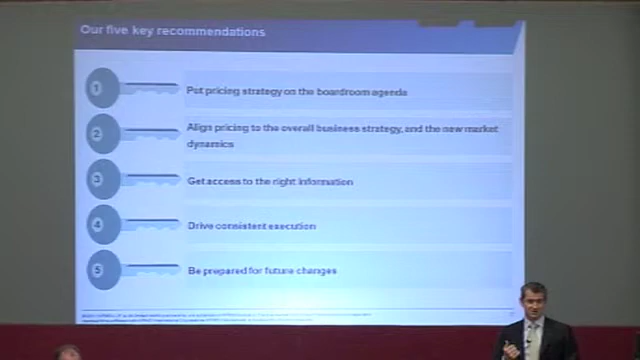 Our five key recommendations
1
Put pricing strategy on the boardroom agenda
2
Align pricing to the overall business strategy, and the new market
dynamics
3
Get access to the right information
4
Drive consistent execution
5
Be prepared for future changes